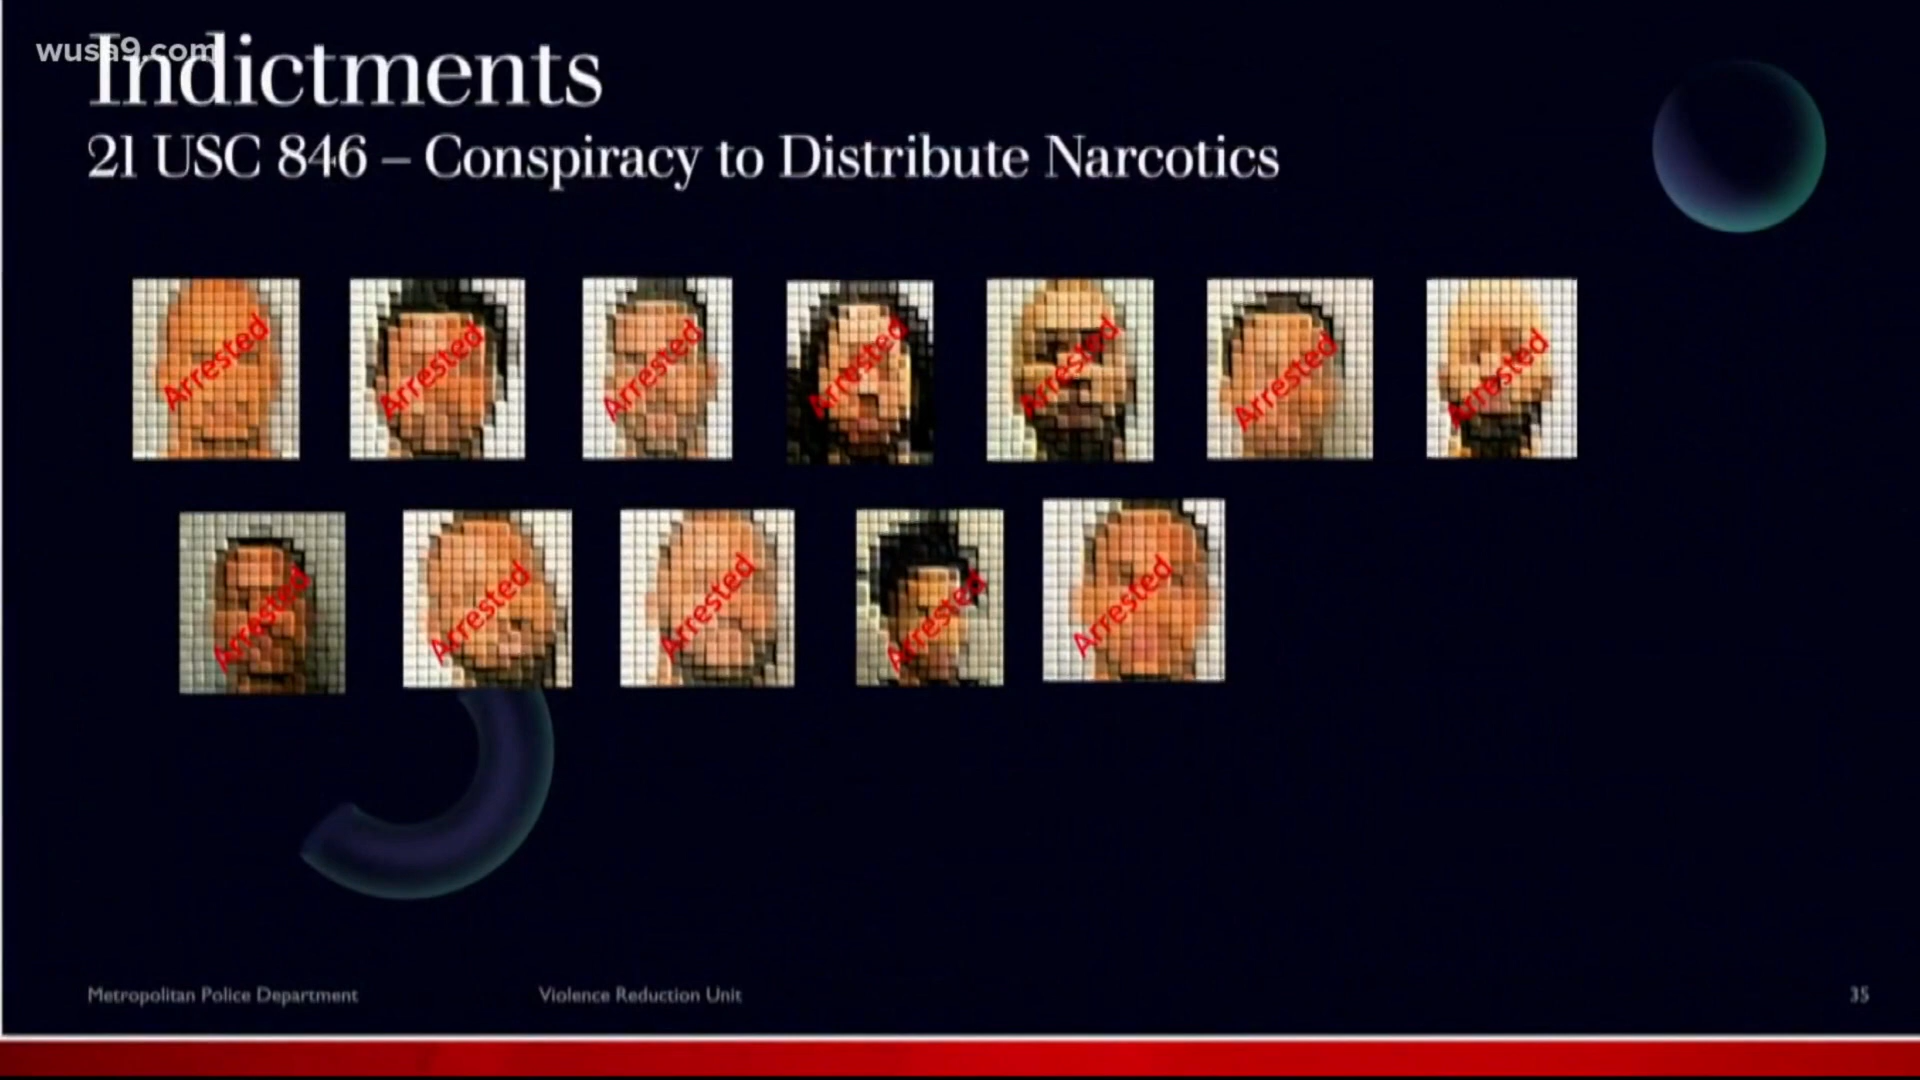 wusa9.com
Indictments
21 USC 846 – Conspiracy to Distribute Narcotics
Arrested
Arrested
Arrested
Arrested
Arrested
Arrested
Arrested
Arrested
Arrested
Arrested
Arrested
Arrested
Metropolitan Police Department
Violence Reduction Unit
35